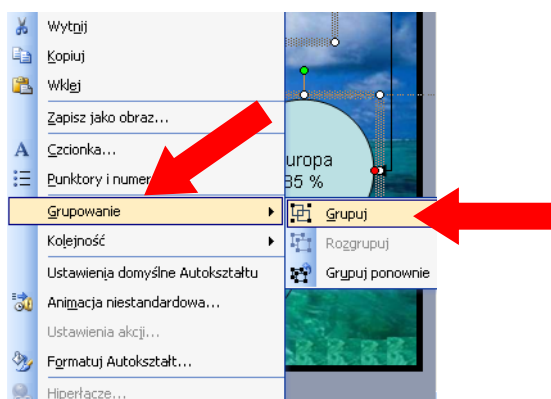 Wytnij
Kopiuj
Wklej
Zapisz jako obraz...
A Czcionka...
Punktory i numer
Grupowanie
Kolejność
Ustawienia domyślne Autokształtu
Animacja niestandardowa...
Ustawienia akcji...
Formatuj Autokształt...
Hiperłącze...
Grupuj
Rozgrupuj
Grupuj ponownie
uropa
35 %